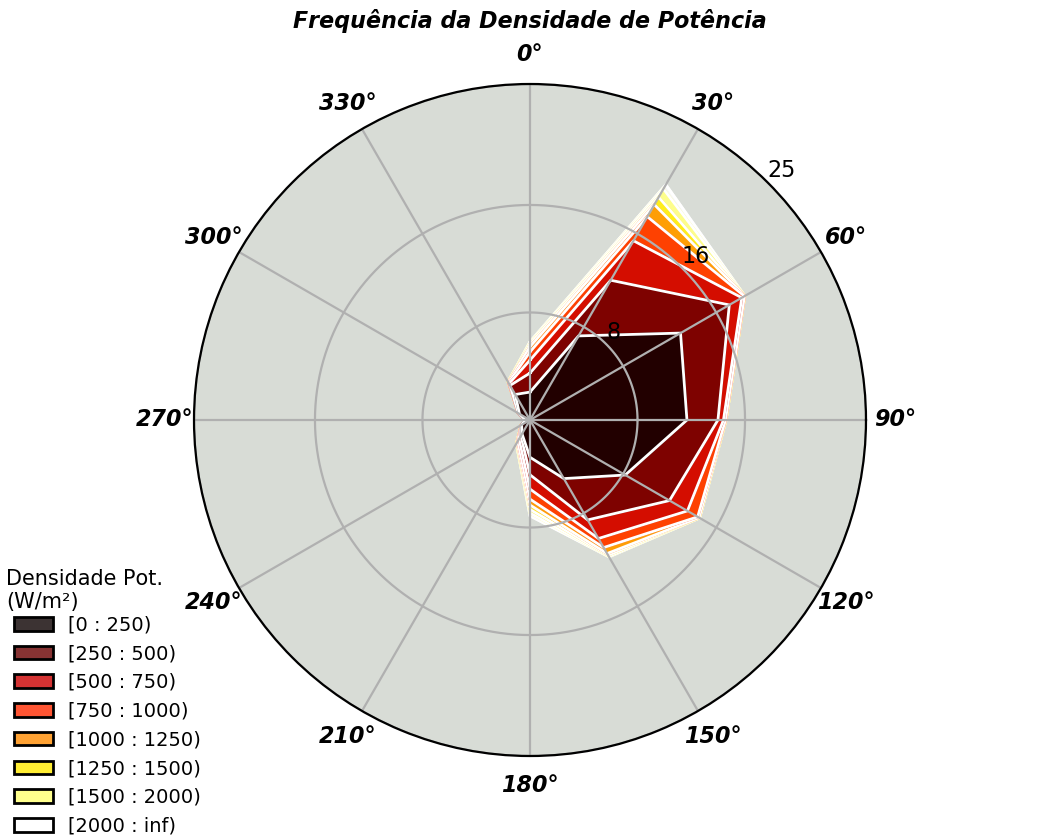 Frequência da Densidade de Potência
0°
330°
30°
25
300°
60°
16
8
270°
90°
Densidade Pot.
(W/m²)
240°
120°
[0 : 250)
[250 : 500)
[500 : 750)
[750 : 1000)
210°
150°
[1000 : 1250)
[1250 : 1500)
180°
[1500 : 2000)
[2000 : inf)